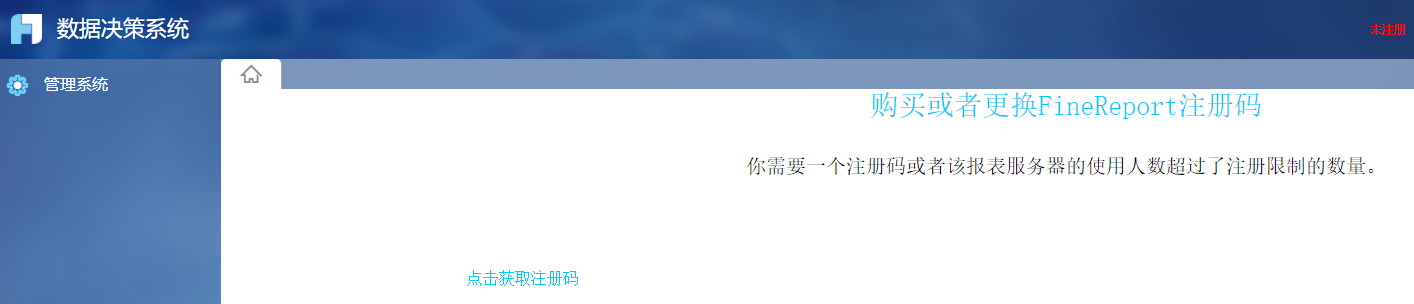 数据决策系统
未注册
管理系统
购买或者更换FineReport注册码
你需要一个注册码或者该报表服务器的使用人数超过了注册限制的数量。
点击获取注册码